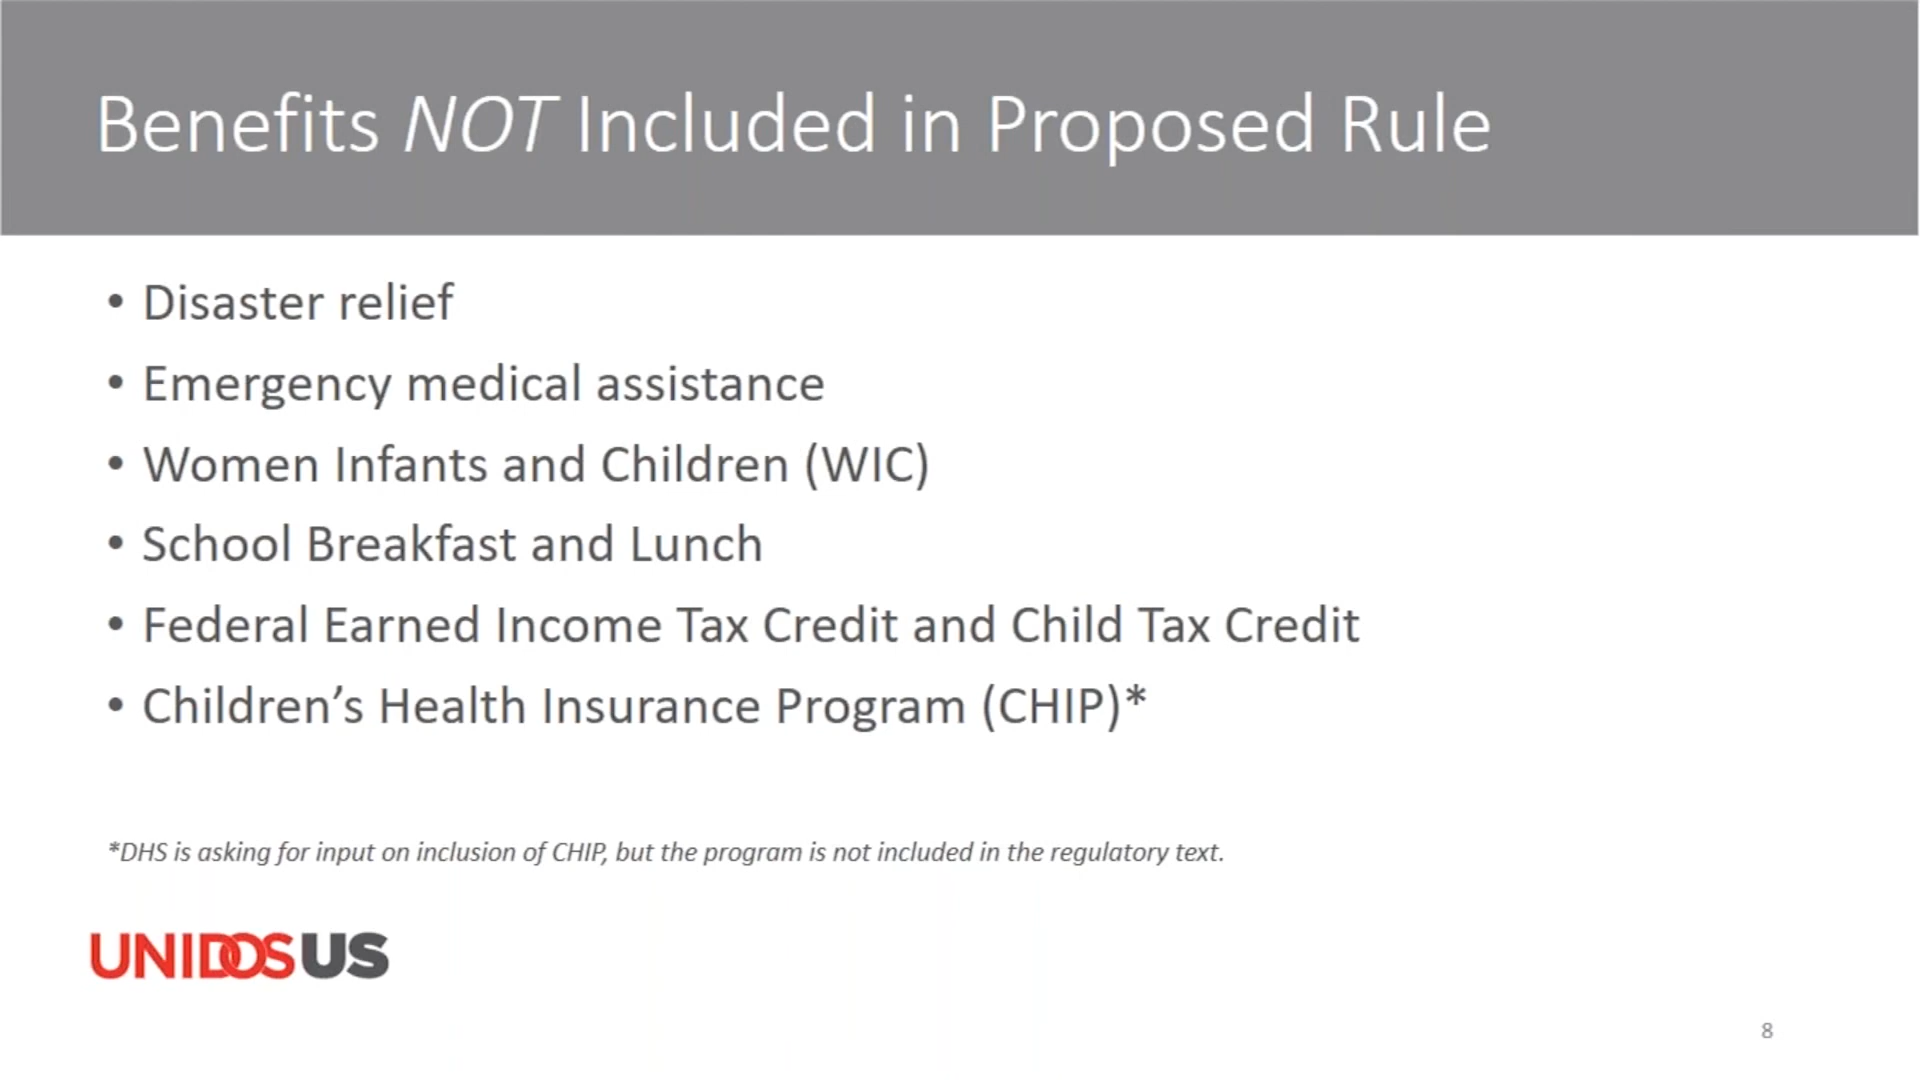 Benefits NOT Included in Proposed Rule
• Disaster relief
• Emergency medical assistance
• Women Infants and Children (WIC)
• School Breakfast and Lunch
• Federal Earned Income Tax Credit and Child Tax Credit
• Children’s Health Insurance Program (CHIP)*
*DHS is asking for input on inclusion of CHIP, but the program is not included in the regulatory text.
UNIDOSUS
8